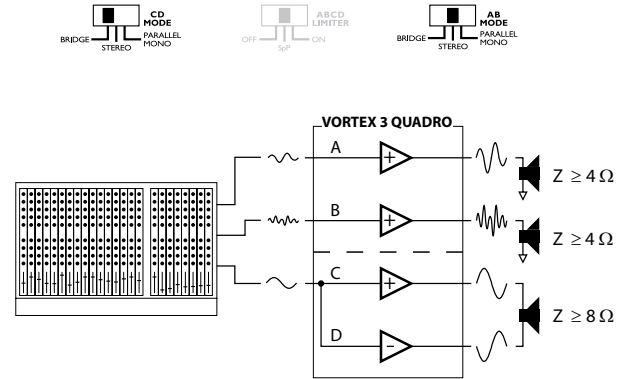 CD
MODE
BRIDGE
STEREO
PARALLEL
MONO
ABCD
LIMITER
OFF
SpP
ON
AB
MODE
BRIDGE
STEREO
PARALLEL
MONO
VORTEX 3 QUADRO
A
+
Z ≥ 4 Ω
B
+
Z ≥ 4 Ω
C
+
Z ≥ 8 Ω
D
-